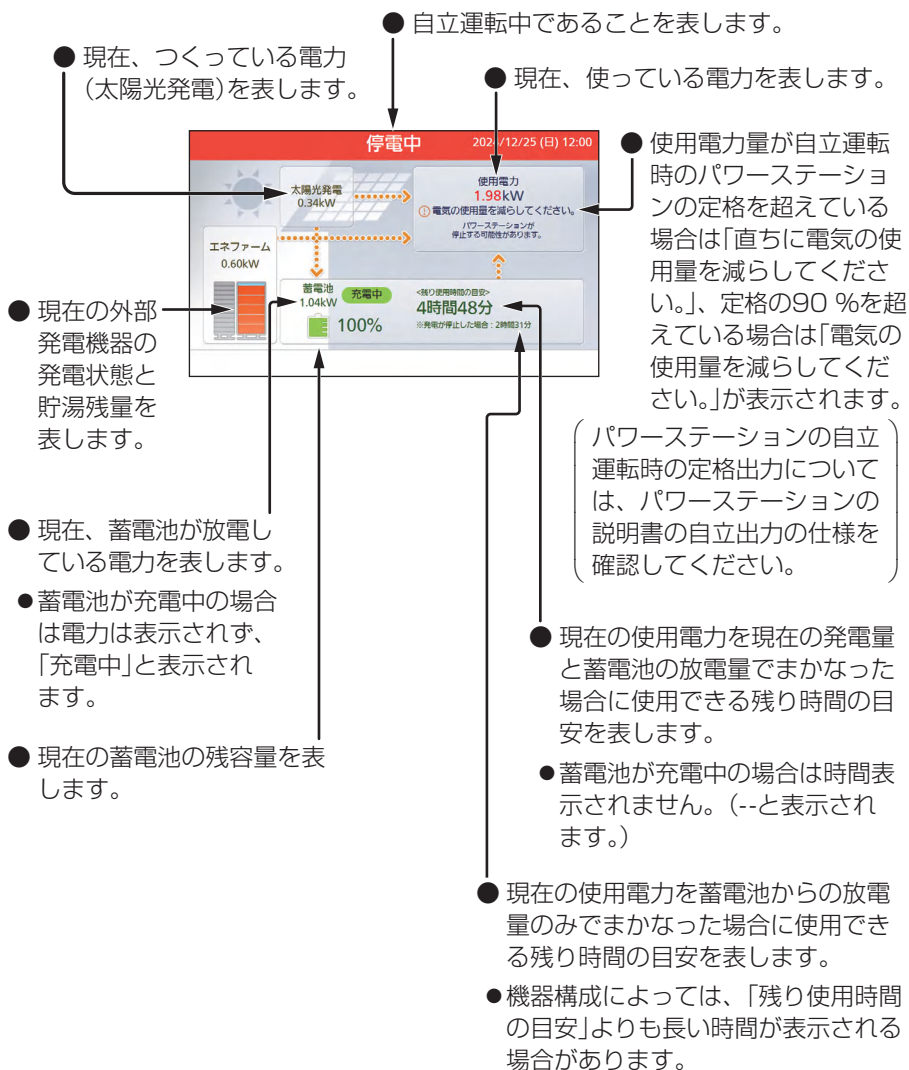 ● 自立運転中であることを表します。
● 現在、つくっている電力
（太陽光発電）を表します。
● 現在、使っている電力を表します。
停電中
2024/12/25 (日) 12:00
太陽光発電
0.34kW
使用電力
1.98kW
電気の使用量を減らしてください。
パワーステーションが
停止する可能性があります。
エネファーム
0.60kW
蓄電池
1.04kW
充電中
100%
<残り使用時間の目安>
4時間48分
※発電が停止した場合：2時間31分
● 使用電力量が自立運転
時のパワーステーショ
ンの定格を超えている
場合は「直ちに電気の使
用量を減らしてくださ
い。」、定格の90 %を超
えている場合は「電気の
使用量を減らしてくだ
さい。」が表示されます。
パワーステーションの自立
運転時の定格出力について
は、パワーステーションの
説明書の自立出力の仕様を
確認してください。
● 現在の外部
発電機器の
発電状態と
貯湯残量を
表します。
● 現在、蓄電池が放電し
ている電力を表します。
●蓄電池が充電中の場合
は電力は表示されず、
「充電中」と表示され
ます。
● 現在の蓄電池の残容量を表
します。
● 現在の使用電力を現在の発電量
と蓄電池の放電量でまかなった
場合に使用できる残り時間の目
安を表します。
●蓄電池が充電中の場合は時間表
示されません。（--と表示され
ます。）
● 現在の使用電力を蓄電池からの放電
量のみでまかなった場合に使用でき
る残り時間の目安を表します。
●機器構成によっては、「残り使用時間
の目安」よりも長い時間が表示される
場合があります。